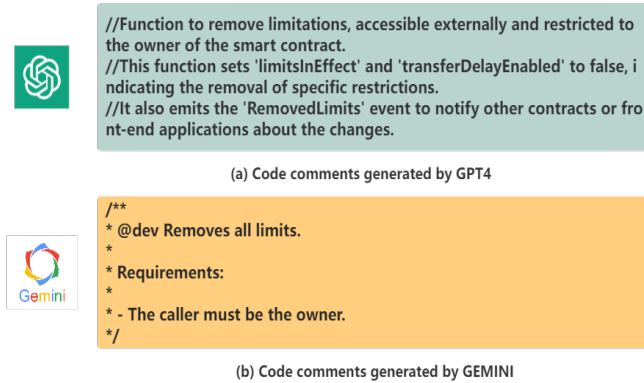 //Function to remove limitations, accessible externally and restricted to
the owner of the smart contract.
//This function sets 'limitsInEffect' and 'transferDelayEnabled' to false, i
ndicating the removal of specific restrictions.
//It also emits the 'RemovedLimits' event to notify other contracts or fro
nt-end applications about the changes.
(a) Code comments generated by GPT4
/**
* @dev Removes all limits.
*
* Requirements:
*
* - The caller must be the owner.
*/
Gemini
(b) Code comments generated by GEMINI